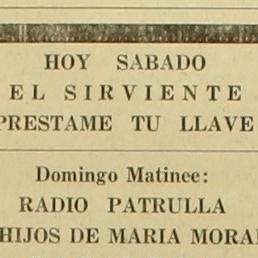 HOY SABADO
EL SIRVIENTE
PRESTAME TU LLAVE
Domingo Matinee:
RADIO PATRULLA
HIJOS DE MARIA MORA